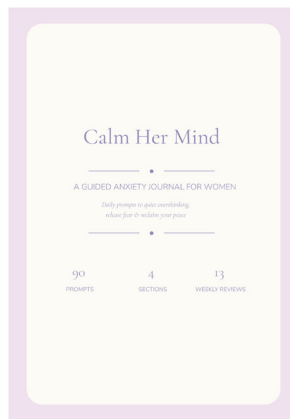 Calm Her Mind
A GUIDED ANXIETY JOURNAL FOR WOMEN
Daily prompts to quiet overthinking,
release fear & reclaim your peace
90 4 13
PROMPTS SECTIONS WEEKLY REVIEWS